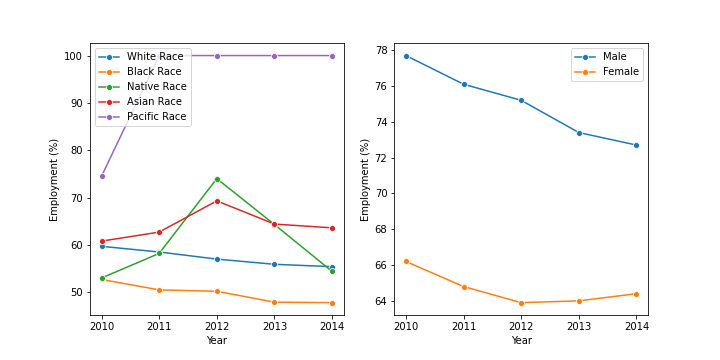 100
90
80
70
60
50
Employment (%)
White Race
Black Race
Native Race
Asian Race
Pacific Race
2010 2011 2012 2013 2014
Year
78
76
74
72
70
68
66
64
Employment (%)
Male
Female
2010 2011 2012 2013 2014
Year